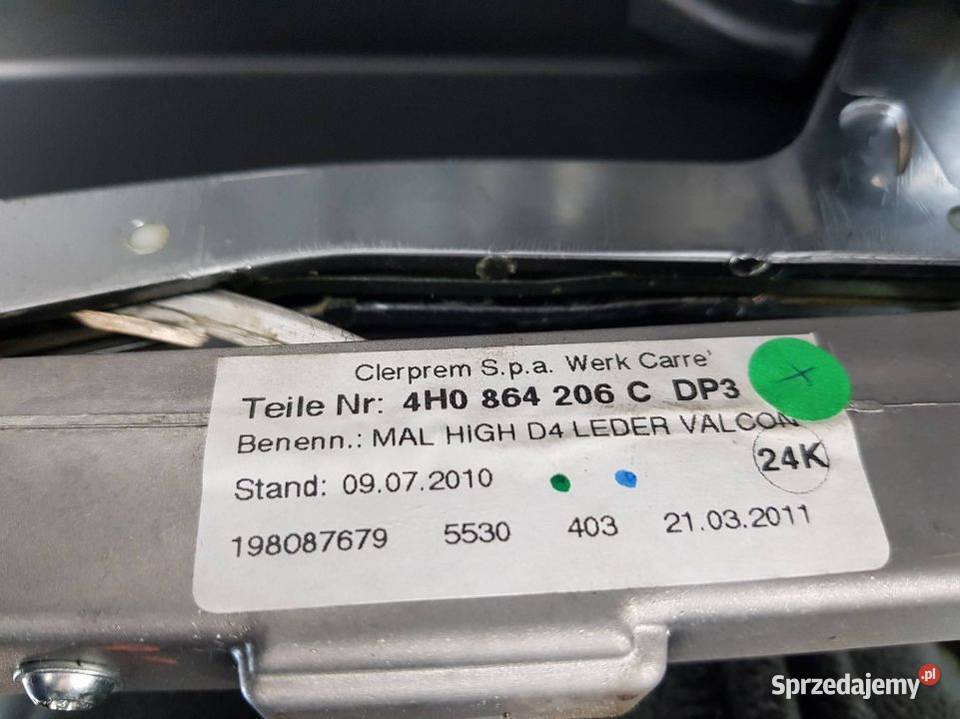 Clerprem S.p.a. Werk Carre'
Teile Nr: 4H0 864 206 C DP3
Benenn.: MAL HIGH D4 LEDER VALCON
24K
Stand: 09.07.2010
198087679 5530 403 21.03.2011
Sprzedajemy.pl